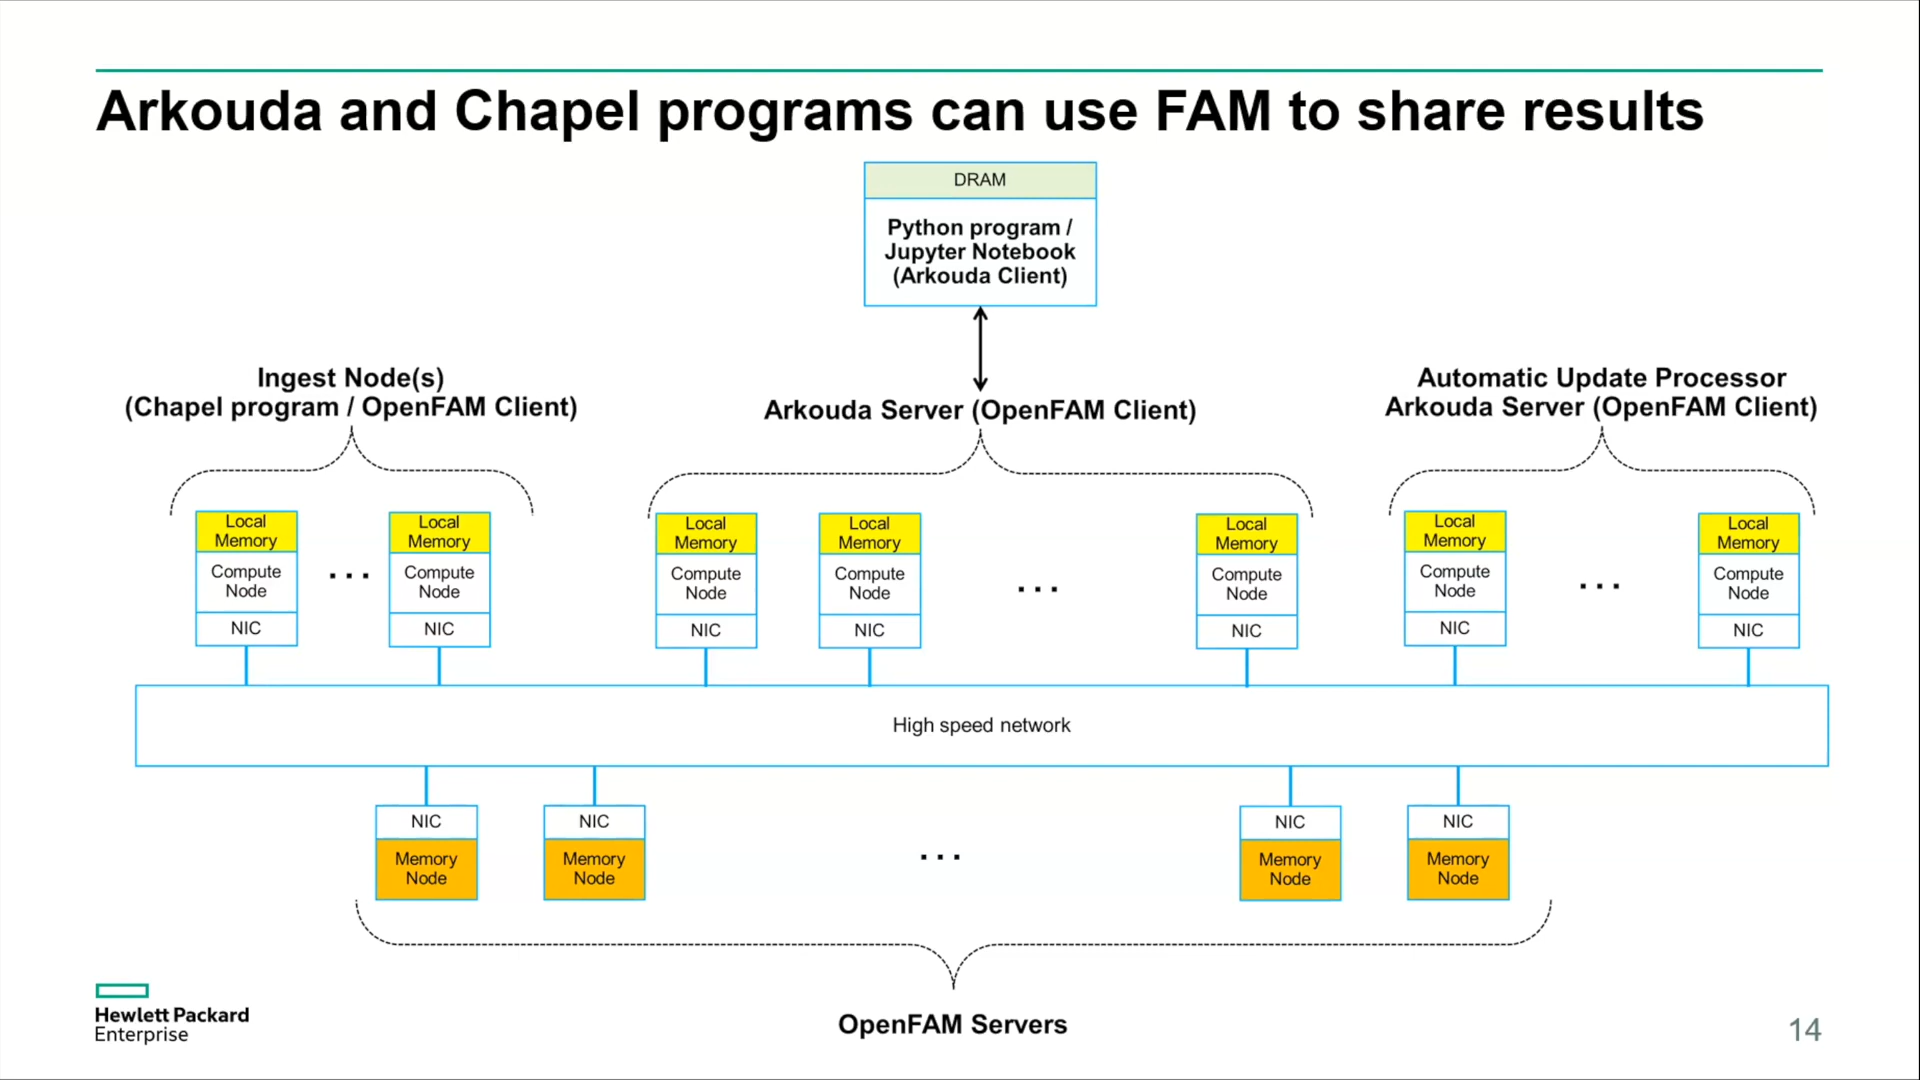 Arkouda and Chapel programs can use FAM to share results
DRAM
Python program /
Jupyter Notebook
(Arkouda Client)
Ingest Node(s)
(Chapel program / OpenFAM Client)
Arkouda Server (OpenFAM Client)
Automatic Update Processor
Arkouda Server (OpenFAM Client)
Local
Memory
Compute
Node
NIC
...
Local
Memory
Compute
Node
NIC
Local
Memory
Compute
Node
NIC
Local
Memory
Compute
Node
NIC
...
Local
Memory
Compute
Node
NIC
Local
Memory
Compute
Node
NIC
...
Local
Memory
Compute
Node
NIC
High speed network
NIC
Memory
Node
NIC
Memory
Node
...
NIC
Memory
Node
NIC
Memory
Node
OpenFAM Servers
Hewlett Packard
Enterprise
14